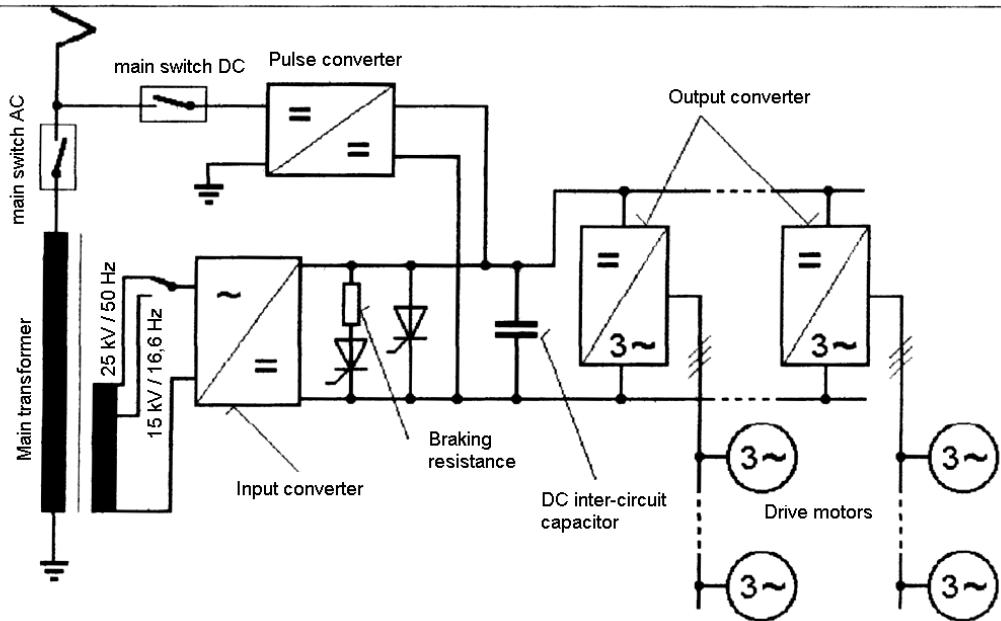 main switch DC
Pulse converter
Output converter
main switch AC
=
=
Main transformer
25 kV / 50 Hz
15 kV / 16,6 Hz
~
=
=
3~
=
3~
Braking
resistance
Input converter
DC inter-circuit
capacitor
Drive motors
3~
3~
3~
3~